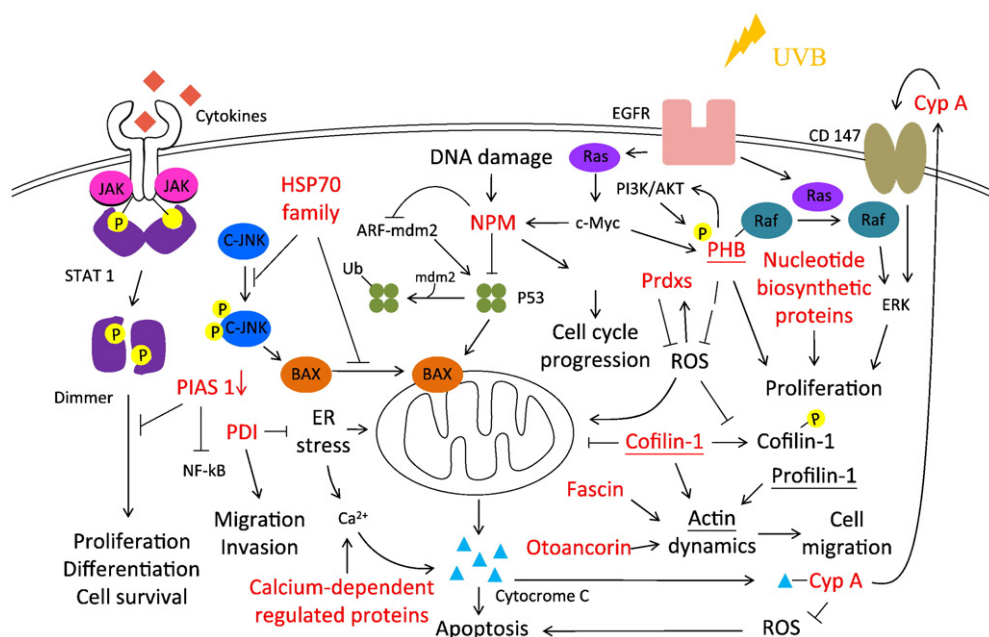 UVB
Cytokines
EGFR
Cyp A
CD 147
JAK
JAK
DNA damage
Ras
HSP70
family
PI3K/AKT
Ras
P
P
C-JNK
ARF-mdm2
NPM
c-Myc
P
PHB
Raf
Raf
STAT 1
Ub
mdm2
P53
Prdxs
Nucleotide
biosynthetic
proteins
ERK
P
P
P
P
C-JNK
Cell cycle
progression
ROS
BAX
BAX
Proliferation
Dimmer
PIAS 1
ER
stress
P
PDI
Cofilin-1
Cofilin-1
NF-kB
Profilin-1
Fascin
Migration
Invasion
Ca2+
Actin
dynamics
Cell
migration
Proliferation
Differentiation
Cell survival
Otoancorin
Calcium-dependent
regulated proteins
Cytocrome C
Cyp A
Apoptosis
ROS